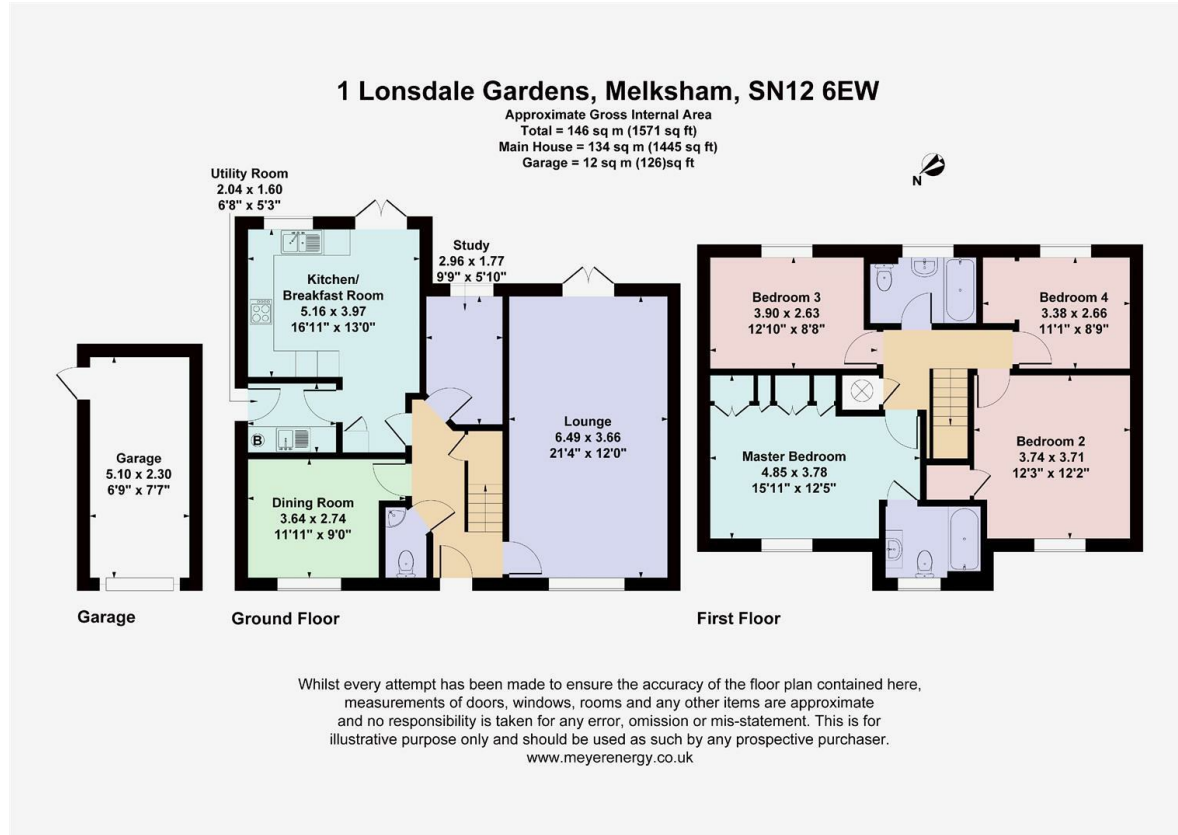 1 Lonsdale Gardens, Melksham, SN12 6EW
Approximate Gross Internal Area
Total = 146 sq m (1571 sq ft)
Main House = 134 sq m (1445 sq ft)
Garage = 12 sq m (126)sq ft
N
Utility Room
2.04 x 1.60
6'8" x 5'3"
Kitchen/
Breakfast Room
5.16 x 3.97
16'11" x 13'0"
Study
2.96 x 1.77
9'9" x 5'10"
B
Lounge
6.49 x 3.66
21'4" x 12'0"
Dining Room
3.64 x 2.74
11'11" x 9'0"
Garage
5.10 x 2.30
6'9" x 7'7"
Bedroom 3
3.90 x 2.63
12'10" x 8'8"
Bedroom 4
3.38 x 2.66
11'1" x 8'9"
Master Bedroom
4.85 x 3.78
15'11" x 12'5"
Bedroom 2
3.74 x 3.71
12'3" x 12'2"
Garage
Ground Floor
First Floor
Whilst every attempt has been made to ensure the accuracy of the floor plan contained here,
measurements of doors, windows, rooms and any other items are approximate
and no responsibility is taken for any error, omission or mis-statement. This is for
illustrative purpose only and should be used as such by any prospective purchaser.
www.meyerenergy.co.uk